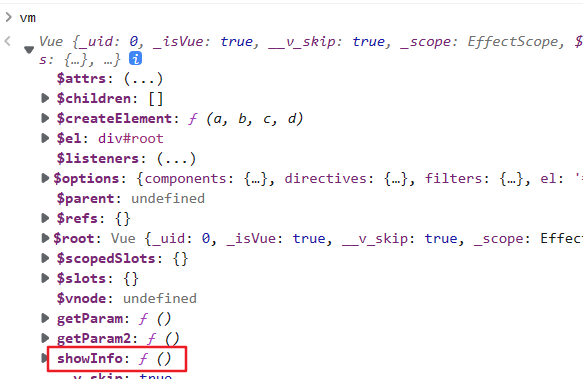 vm
Vue {_uid: 0, _isVue: true, __v_skip: true, _scope: EffectScope, $
s: {…}, …}
$attrs: (...)
$children: []
$createElement: ƒ (a, b, c, d)
$el: div#root
$listeners: (...)
$options: {components: {…}, directives: {…}, filters: {…}, el: '
$parent: undefined
$refs: {}
$root: Vue {_uid: 0, _isVue: true, __v_skip: true, _scope: Effec
$scopedSlots: {}
$slots: {}
$vnode: undefined
getParam: ƒ ()
getParam2: ƒ ()
showInfo: ƒ ()
__v_skip: true